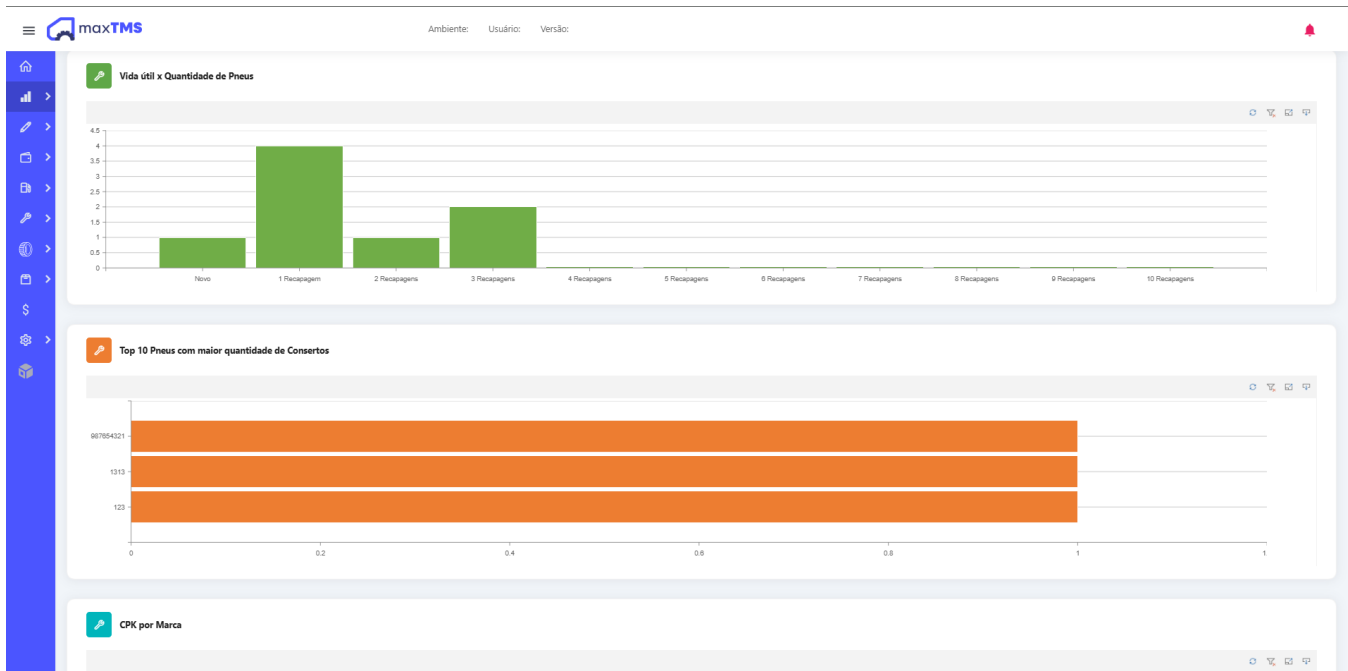 maxTMS
Ambiente: Usuário: Versão:
Vida útil x Quantidade de Pneus
4.5
4
3.5
3
2.5
2
1.5
1
0.5
0
Novo 1 Recapagem 2 Recapagens 3 Recapagens 4 Recapagens 5 Recapagens 6 Recapagens 7 Recapagens 8 Recapagens 9 Recapagens 10 Recapagens
Top 10 Pneus com maior quantidade de Consertos
987654321
1313
123
0 0.2 0.4 0.6 0.8 1 1
CPK por Marca